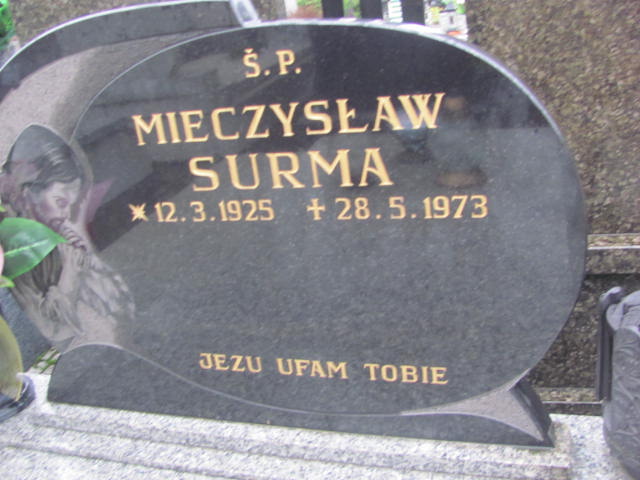 Ś.P.
MIECZYSŁAW
SURMA
* 12.3.1925 + 28.5.1973
JEZU UFAM TOBIE